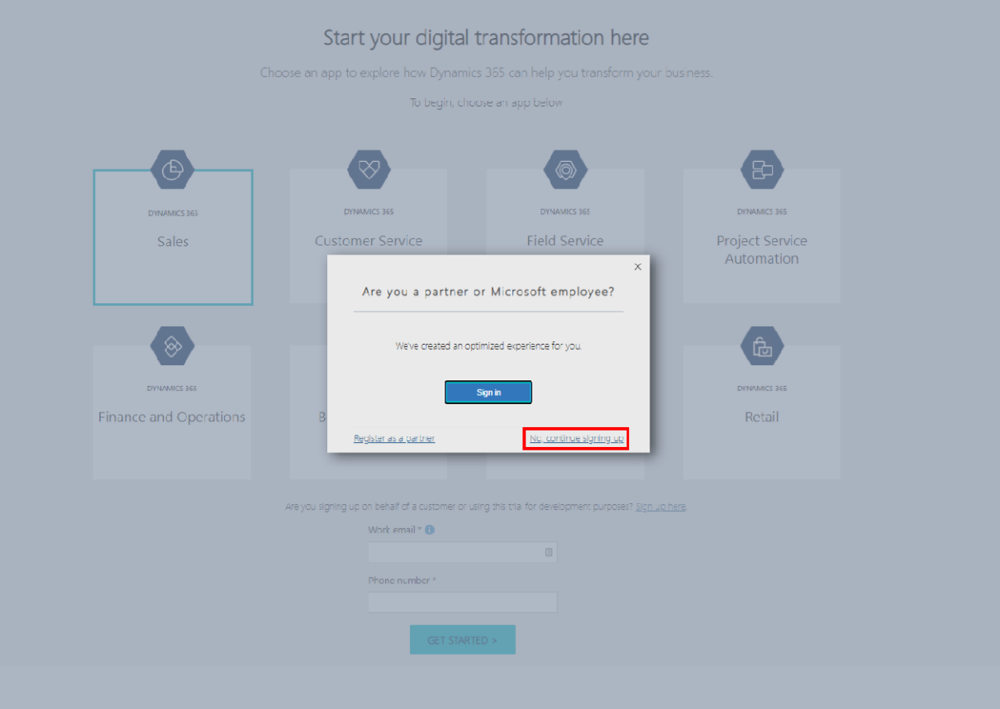 Start your digital transformation here
Choose an app to explore how Dynamics 365 can help you transform your business.
To begin, choose an app below
DYNAMICS 365
Sales
DYNAMICS 365
Customer Service
DYNAMICS 365
Field Service
DYNAMICS 365
Project Service
Automation
X
Are you a partner or Microsoft employee?
We've created an optimized experience for you.
Sign in
Register as a partner
No, continue signing up
DYNAMICS 365
Finance and Operations
B
DYNAMICS 365
Retail
Are you signing up on behalf of a customer or using this trial for development purposes? Sign up here
Work email *
Phone number *
GET STARTED >